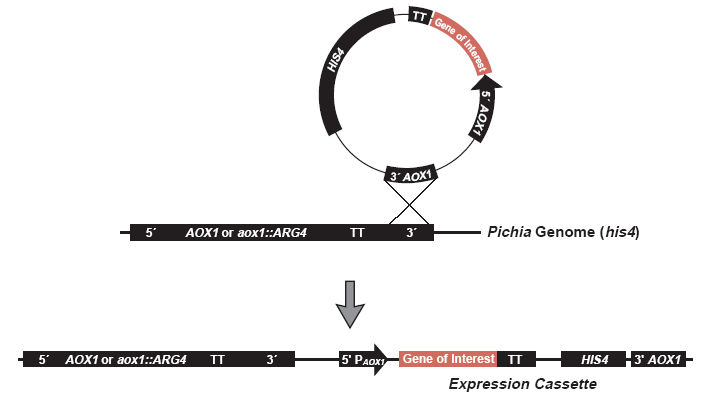 TT
Gene of Interest
HIS4
5´ AOX1
3´ AOX1
5´ AOX1 or aox1::ARG4 TT 3´
Pichia Genome (his4)
5´ AOX1 or aox1::ARG4 TT 3´ 5' PAOX1 Gene of Interest TT HIS4 3' AOX1
Expression Cassette